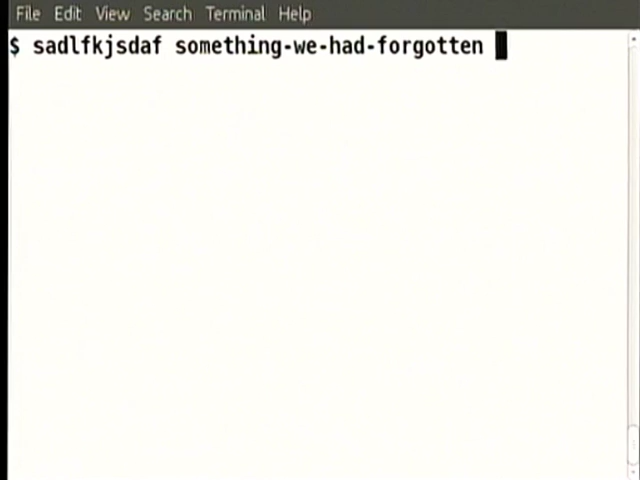 File Edit View Search Terminal Help
$ sadlfkjsdaf something-we-had-forgotten